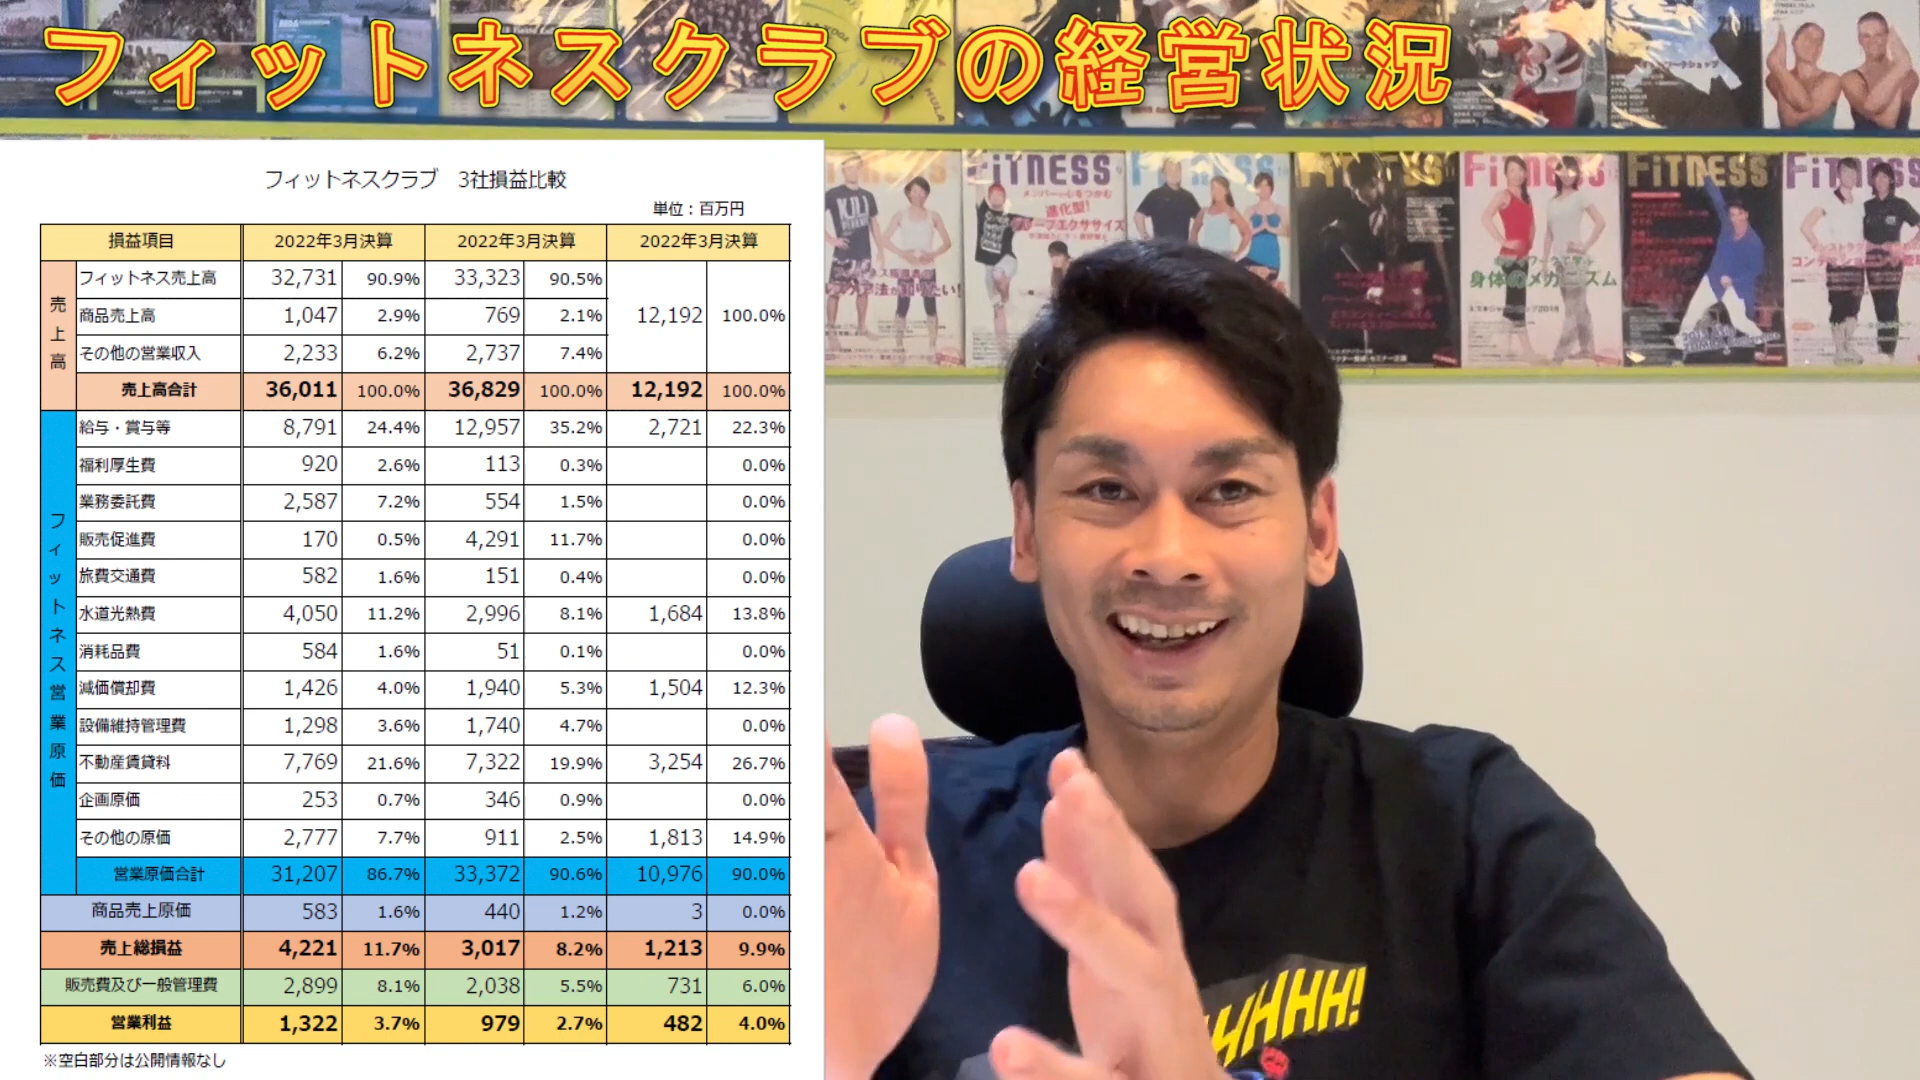 フィットネスクラブの経営状況
フィットネスクラブ 3社損益比較
単位：百万円
損益項目 2022年3月決算 2022年3月決算 2022年3月決算
売上高
フィットネス売上高 32,731 90.9% 33,323 90.5%
商品売上高 1,047 2.9% 769 2.1% 12,192 100.0%
その他の営業収入 2,233 6.2% 2,737 7.4%
売上高合計 36,011 100.0% 36,829 100.0% 12,192 100.0%
フィットネス営業原価
給与・賞与等 8,791 24.4% 12,957 35.2% 2,721 22.3%
福利厚生費 920 2.6% 113 0.3% 0.0%
業務委託費 2,587 7.2% 554 1.5% 0.0%
販売促進費 170 0.5% 4,291 11.7% 0.0%
旅費交通費 582 1.6% 151 0.4% 0.0%
水道光熱費 4,050 11.2% 2,996 8.1% 1,684 13.8%
消耗品費 584 1.6% 51 0.1% 0.0%
減価償却費 1,426 4.0% 1,940 5.3% 1,504 12.3%
設備維持管理費 1,298 3.6% 1,740 4.7% 0.0%
不動産賃貸料 7,769 21.6% 7,322 19.9% 3,254 26.7%
企画原価 253 0.7% 346 0.9% 0.0%
その他の原価 2,777 7.7% 911 2.5% 1,813 14.9%
営業原価合計 31,207 86.7% 33,372 90.6% 10,976 90.0%
商品売上原価 583 1.6% 440 1.2% 3 0.0%
売上総損益 4,221 11.7% 3,017 8.2% 1,213 9.9%
販売費及び一般管理費 2,899 8.1% 2,038 5.5% 731 6.0%
営業利益 1,322 3.7% 979 2.7% 482 4.0%
※空白部分は公開情報なし
FiTNESS
FiTNESS
FiTNESS
進化型!
身体のメカニズム
HHHH!